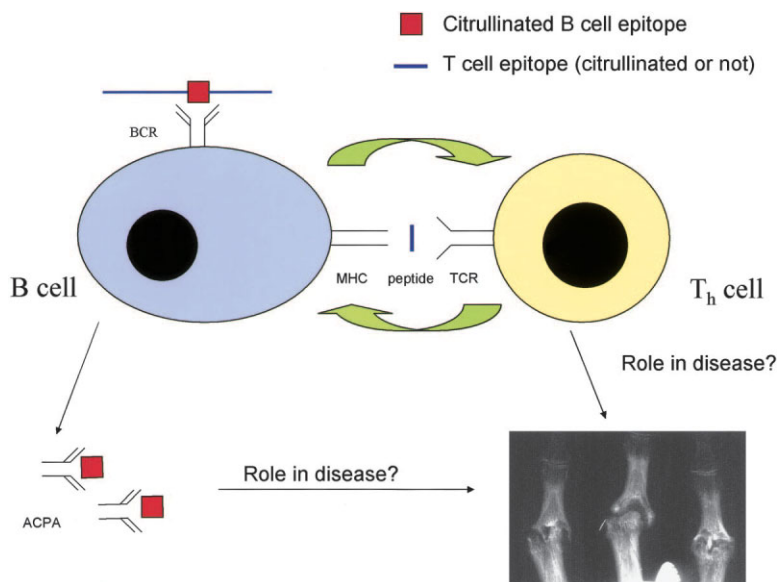 Citrullinated B cell epitope
T cell epitope (citrullinated or not)
BCR
MHC
peptide
TCR
B cell
Th cell
Role in disease?
Role in disease?
ACPA